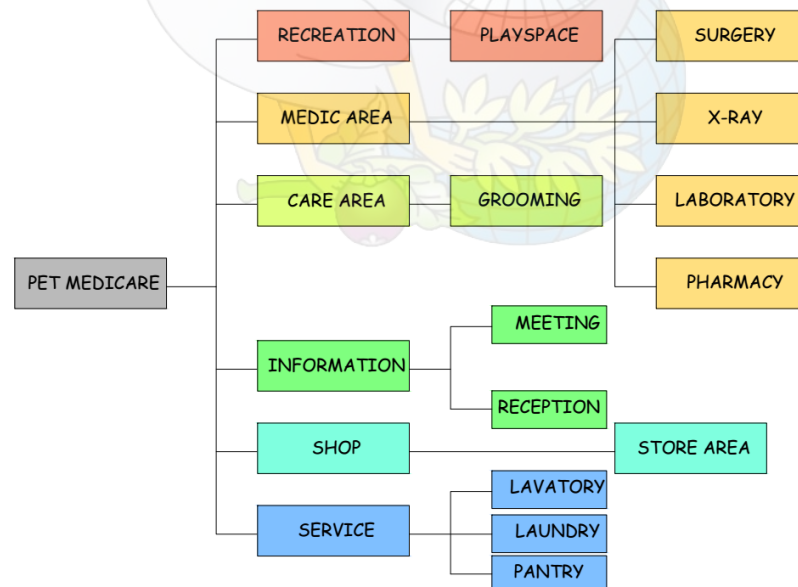 RECREATION
PLAYSPACE
SURGERY
MEDIC AREA
X-RAY
CARE AREA
GROOMING
LABORATORY
PET MEDICARE
PHARMACY
MEETING
INFORMATION
RECEPTION
SHOP
STORE AREA
LAVATORY
SERVICE
LAUNDRY
PANTRY